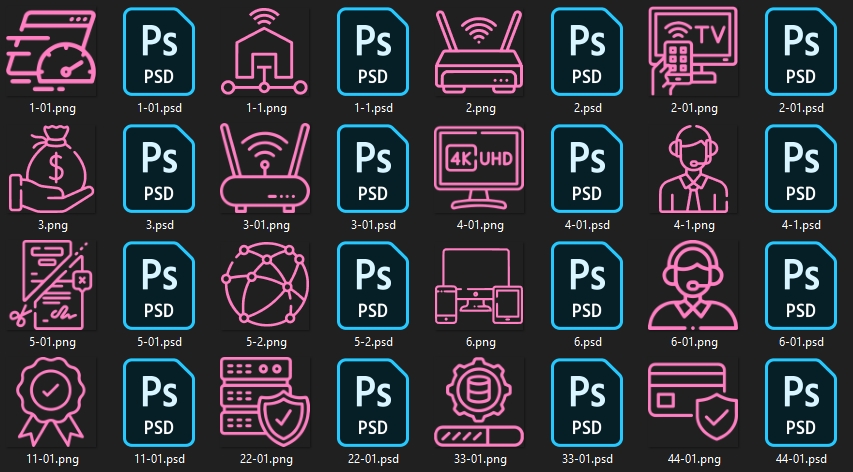 TV
Ps
PSD
Ps
PSD
Ps
PSD
Ps
PSD
1-01.png 1-01.psd 1-1.png 1-1.psd 2.png 2.psd 2-01.png 2-01.psd
$
4K UHD
Ps
PSD
Ps
PSD
Ps
PSD
Ps
PSD
3.png 3.psd 3-01.png 3-01.psd 4-01.png 4-01.psd 4-1.png 4-1.psd
Ps
PSD
Ps
PSD
Ps
PSD
Ps
PSD
5-01.png 5-01.psd 5-2.png 5-2.psd 6.png 6.psd 6-01.png 6-01.psd
Ps
PSD
Ps
PSD
Ps
PSD
Ps
PSD
11-01.png 11-01.psd 22-01.png 22-01.psd 33-01.png 33-01.psd 44-01.png 44-01.psd